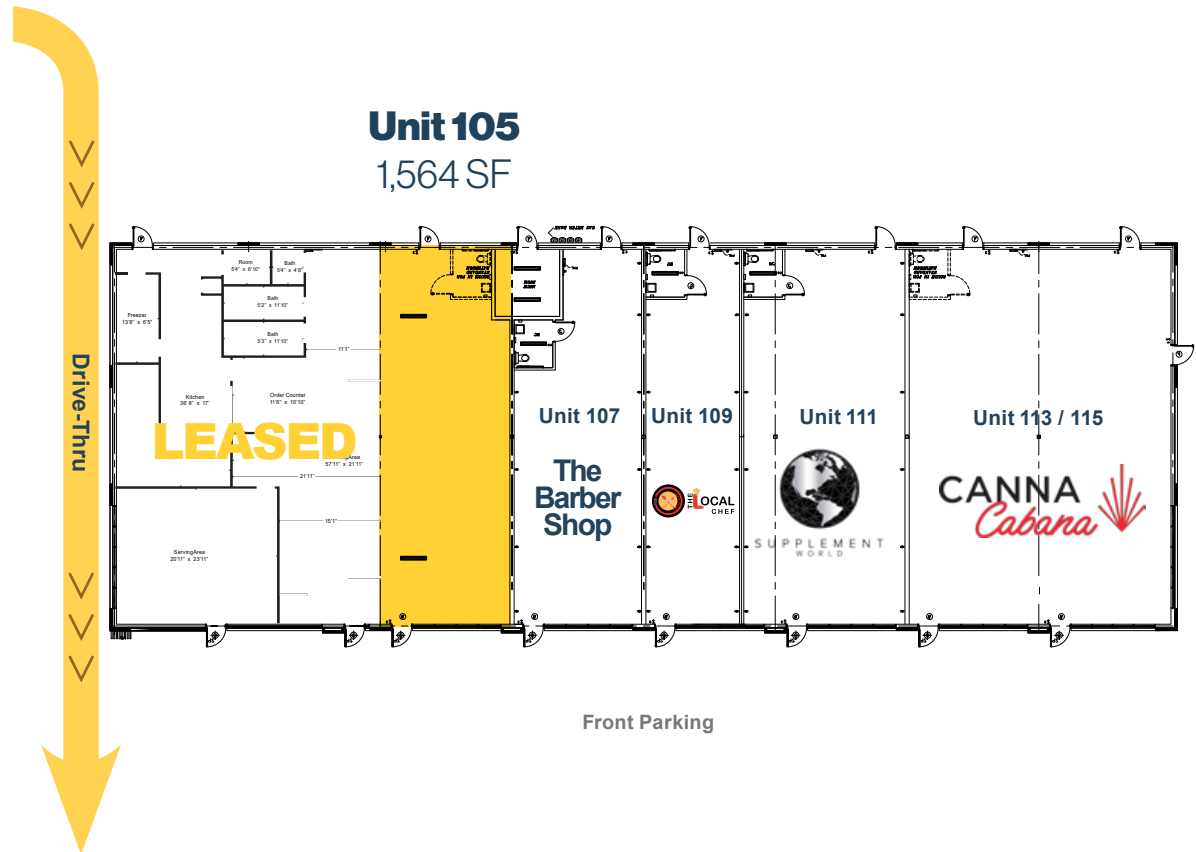 Unit 105
1,564 SF
Drive-Thru
Room
5'4" x 6'10"
Bath
5'4" x 4'8"
Bath
5'2" x 11'10"
Bath
5'3" x 11'10"
Freezer
13'8" x 6'5"
11'1"
Kitchen
36' 8" x 17'
Order Counter
11'6" x 10'10"
LEASED
57'11" x 21'11"
21'11"
15'1"
ServingArea
20'11" x 23'11"
Unit 107
The
Barber
Shop
Unit 109
THE
LOCAL
CHEF
Unit 111
SUPPLEMENT
WORLD
Unit 113 / 115
CANNA
Cabana
Front Parking